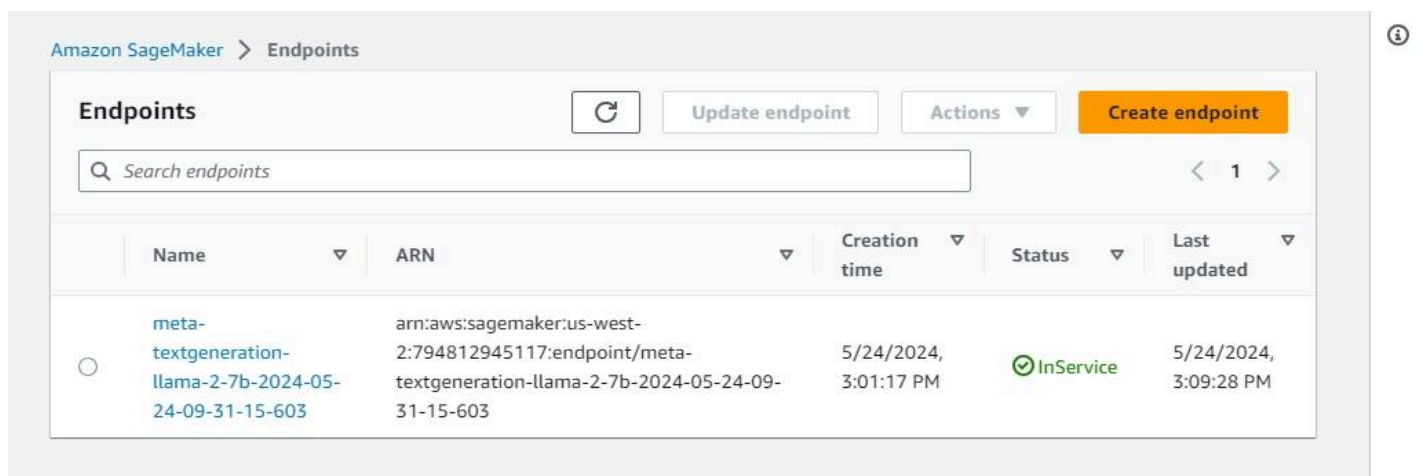 Amazon SageMaker > Endpoints
Endpoints
Update endpoint
Actions
Create endpoint
Search endpoints
< 1 >
Name
ARN
Creation
time
Status
Last
updated
meta-
textgeneration-
llama-2-7b-2024-05-
24-09-31-15-603
arn:aws:sagemaker:us-west-
2:794812945117:endpoint/meta-
textgeneration-llama-2-7b-2024-05-24-09-
31-15-603
5/24/2024,
3:01:17 PM
InService
5/24/2024,
3:09:28 PM